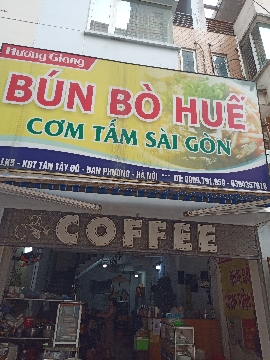 Hương Giang
BÚN BÒ HUẾ
CƠM TẤM SÀI GÒN
KĐT TÂN TÂY ĐÔ - ĐAN PHƯỢNG - HÀ NỘI
COFFEE